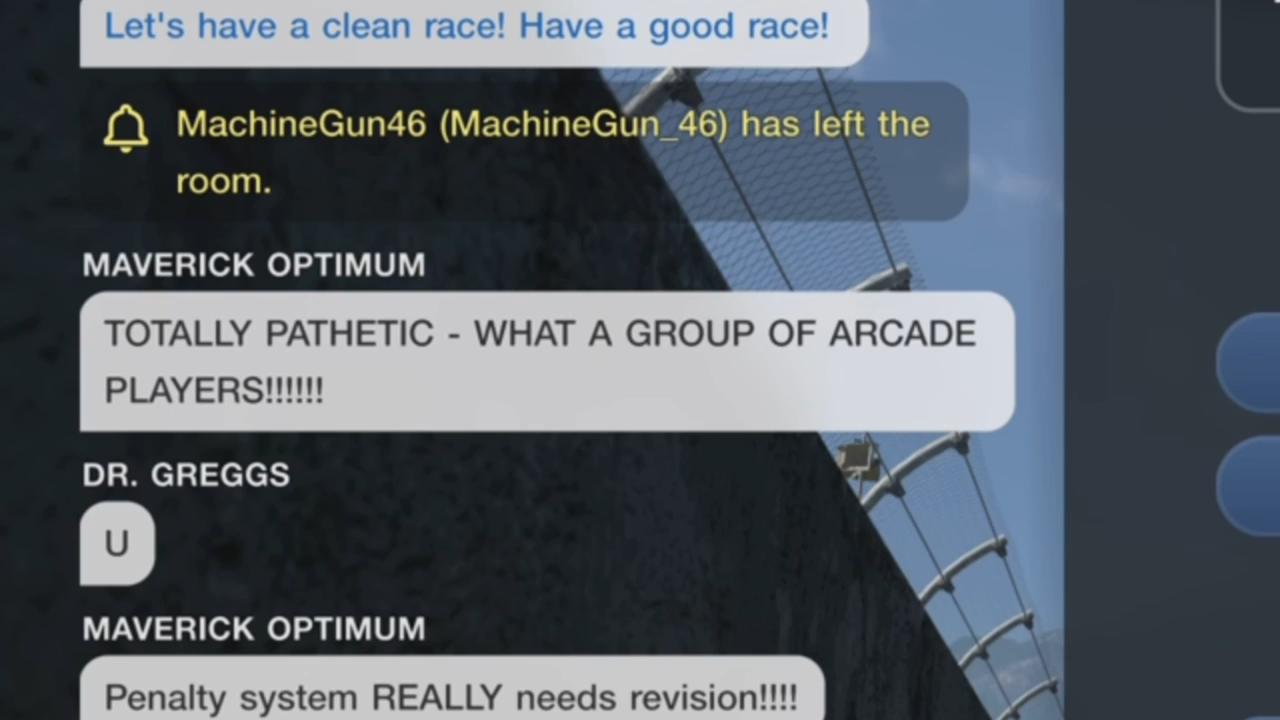 Let's have a clean race! Have a good race!
MachineGun46 (MachineGun_46) has left the
room.
MAVERICK OPTIMUM
TOTALLY PATHETIC - WHAT A GROUP OF ARCADE
PLAYERS!!!!!!
DR. GREGGS
U
MAVERICK OPTIMUM
Penalty system REALLY needs revision!!!!